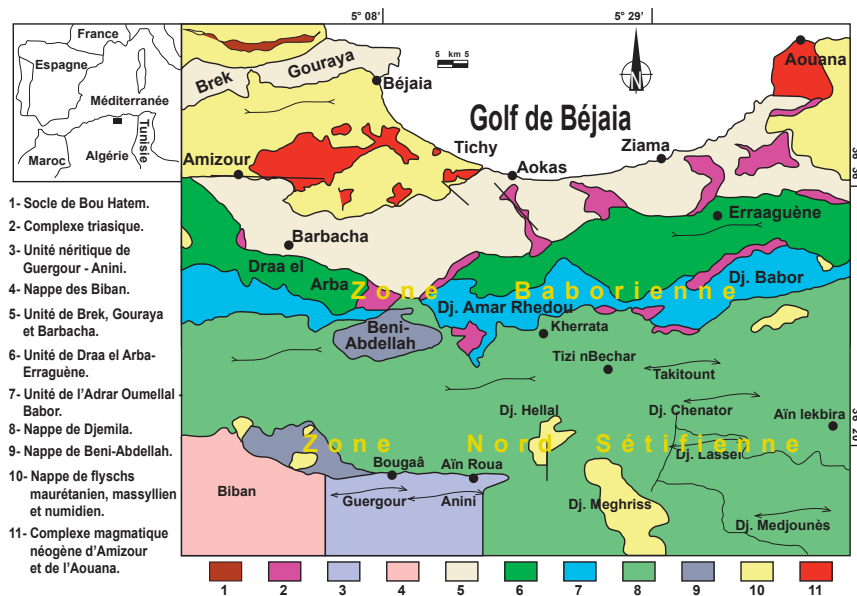 5° 08'
5° 29'
France
Espagne
Méditerranée
Maroc
Algérie
Tunisie
5 km 5
N
Golf de Béjaia
Aouana
Gouraya
Brek
Béjaia
Tichy
Ziama
Amizour
Aokas
36° 36'
Erraaguène
Barbacha
Draa el
Arba
Dj. Babor
Zone Baborienne
Dj. Amar Rhedou
Beni-
Abdellah
Kherrata
Tizi nBechar
Takitount
Dj. Hellal
Dj. Chenator
Aïn lekbira
36° 20'
Zone Nord Sétifienne
Dj. Lasser
Bougaâ
Aïn Roua
Biban
Guergour
Anini
Dj. Meghriss
Dj. Medjounès
1- Socle de Bou Hatem.
2- Complexe triasique.
3- Unité néritique de
Guergour - Anini.
4- Nappe des Biban.
5- Unité de Brek, Gouraya
et Barbacha.
6- Unité de Draa el Arba-
Erraguène.
7- Unité de l'Adrar Oumellal -
Babor.
8- Nappe de Djemila.
9- Nappe de Beni-Abdellah.
10- Nappe de flyschs
maurétanien, massyllien
et numidien.
11- Complexe magmatique
néogène d'Amizour
et de l'Aouana.
1 2 3 4 5 6 7 8 9 10 11